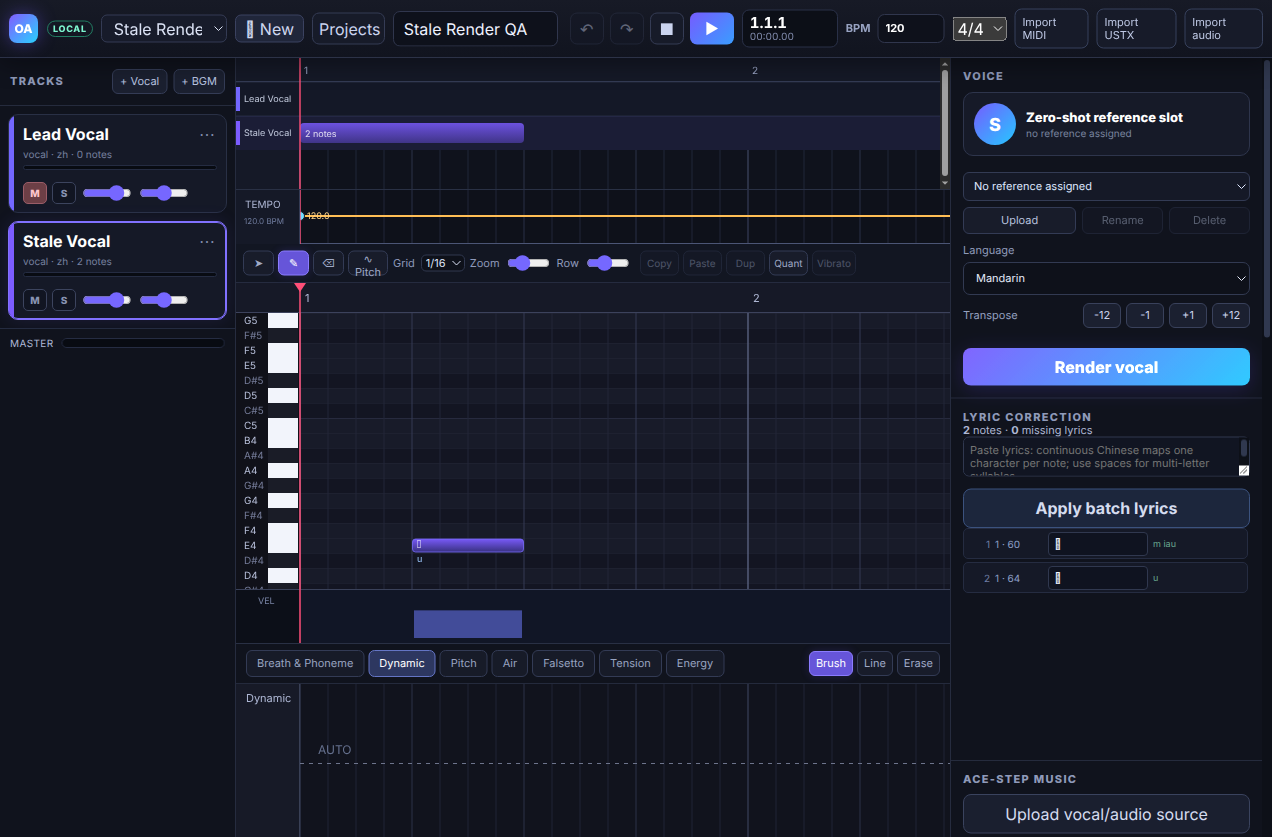 OA
LOCAL
Stale Rende
New
Projects
Stale Render QA
1.1.1
00:00.00
BPM
120
4/4
Import MIDI
Import USTX
Import audio
TRACKS
+ Vocal
+ BGM
Lead Vocal
vocal · zh · 0 notes
M
S
Stale Vocal
vocal · zh · 2 notes
M
S
MASTER
1
2
Lead Vocal
Stale Vocal
2 notes
TEMPO
120.0 BPM
120.0
Pitch
Grid
1/16
Zoom
Row
Copy
Paste
Dup
Quant
Vibrato
1
2
G5
F#5
F5
E5
D#5
D5
C#5
C5
B4
A#4
A4
G#4
G4
F#4
F4
E4
D#4
D4
u
VEL
Breath & Phoneme
Dynamic
Pitch
Air
Falsetto
Tension
Energy
Brush
Line
Erase
Dynamic
AUTO
VOICE
S
Zero-shot reference slot
no reference assigned
No reference assigned
Upload
Rename
Delete
Language
Mandarin
Transpose
-12
-1
+1
+12
Render vocal
LYRIC CORRECTION
2 notes · 0 missing lyrics
Paste lyrics: continuous Chinese maps one
character per note; use spaces for multi-letter
Apply batch lyrics
1 1 · 60
m iau
2 1 · 64
u
ACE-STEP MUSIC
Upload vocal/audio source